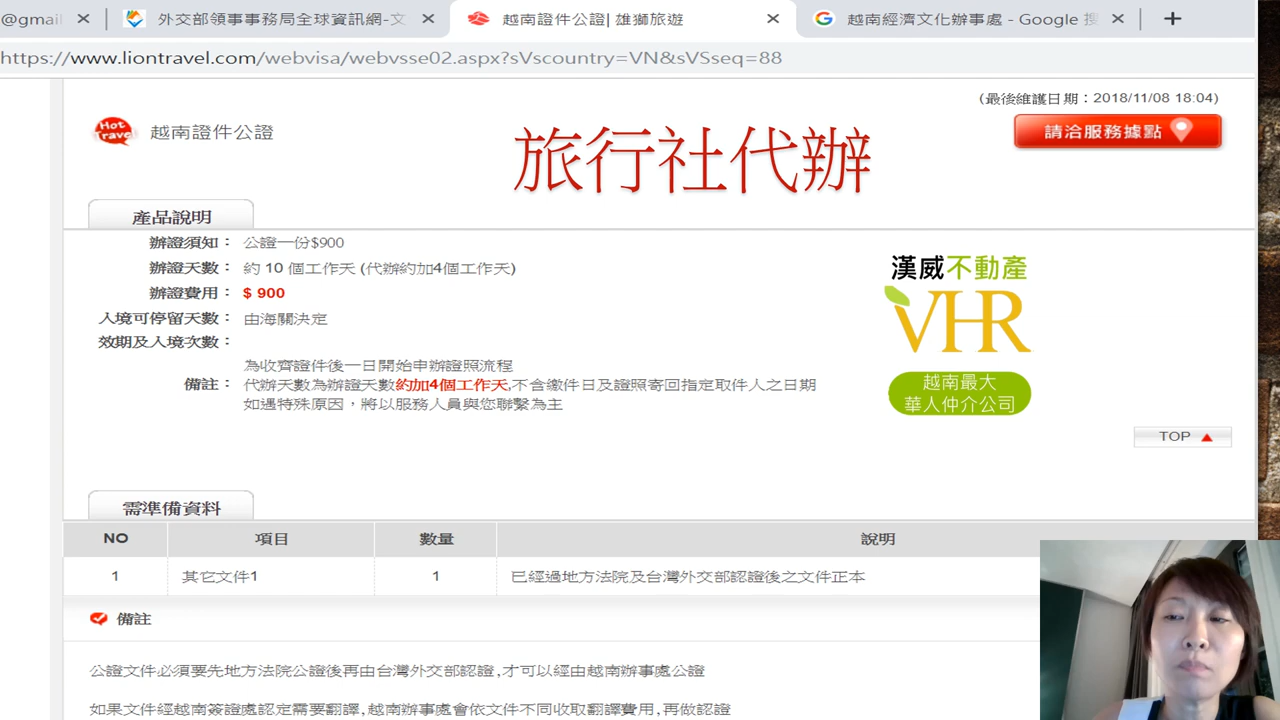 @gmail
外交部領事事務局全球資訊網-文
越南證件公證| 雄獅旅遊
越南經濟文化辦事處 - Google 搜
https://www.liontravel.com/webvisa/webvsse02.aspx?sVscountry=VN&sVSseq=88
(最後維護日期：2018/11/08 18:04)
Hot Travel
越南證件公證
旅行社代辦
請洽服務據點
產品說明
辦證須知： 公證一份$900
辦證天數： 約 10 個工作天 (代辦約加4個工作天)
辦證費用： $ 900
入境可停留天數： 由海關決定
效期及入境次數：
為收齊證件後一日開始申辦證照流程
備註： 代辦天數為辦證天數約加4個工作天,不含繳件日及證照寄回指定取件人之日期
如遇特殊原因，將以服務人員與您聯繫為主
漢威不動產
VHR
越南最大
華人仲介公司
TOP ▲
需準備資料
NO 項目 數量 說明
1 其它文件1 1 已經過地方法院及台灣外交部認證後之文件正本
備註
公證文件必須要先地方法院公證後再由台灣外交部認證,才可以經由越南辦事處公證
如果文件經越南簽證處認定需要翻譯,越南辦事處會依文件不同收取翻譯費用,再做認證